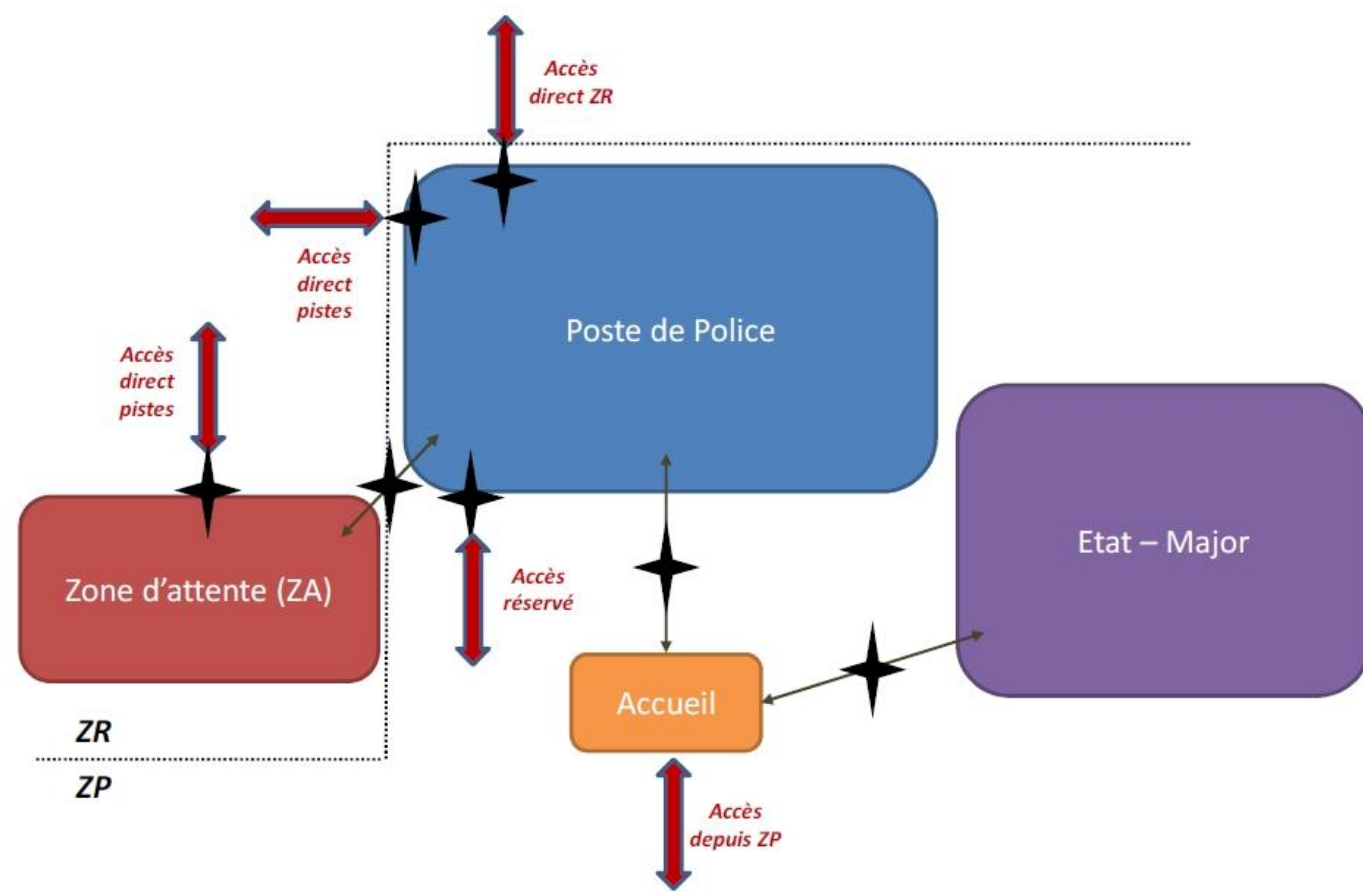 Accès
direct ZR
Accès
direct
pistes
Poste de Police
Accès
direct
pistes
Etat – Major
Zone d'attente (ZA)
Accès
réservé
Accueil
ZR
ZP
Accès
depuis ZP